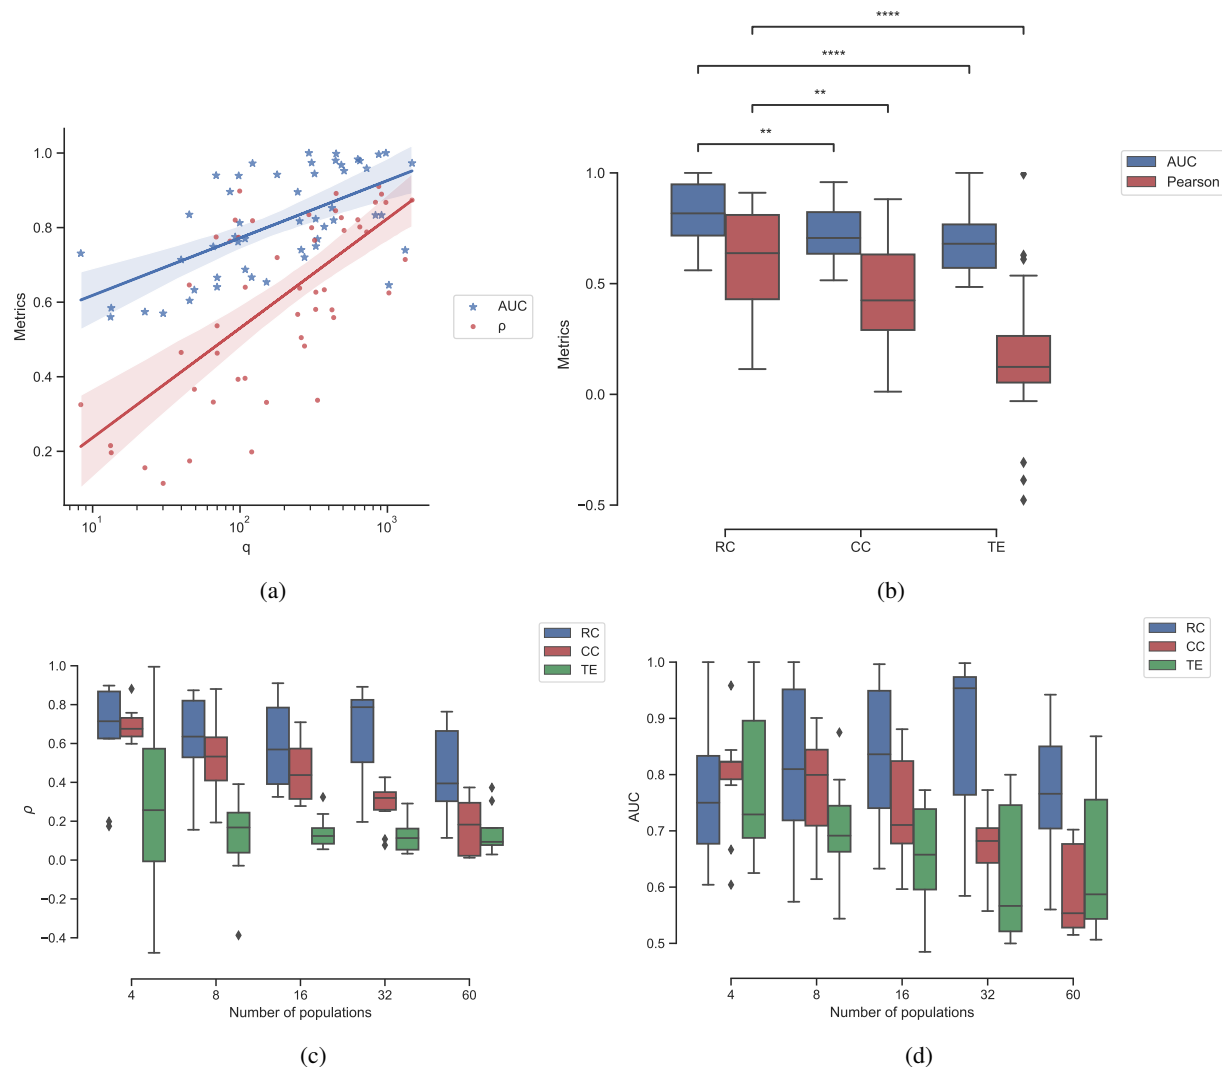 1.0
0.8
0.6
0.4
0.2
Metrics
10¹
10²
10³
q
AUC
ρ
(a)
****
****
**
**
1.0
0.5
0.0
−0.5
Metrics
RC
CC
TE
AUC
Pearson
(b)
RC
CC
TE
1.0
0.8
0.6
0.4
0.2
0.0
−0.2
−0.4
ρ
4
8
16
32
60
Number of populations
(c)
RC
CC
TE
1.0
0.9
0.8
0.7
0.6
0.5
AUC
4
8
16
32
60
Number of populations
(d)